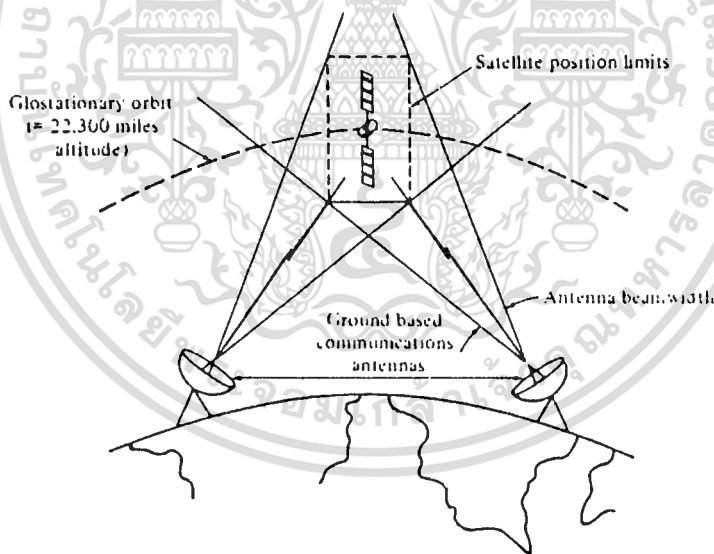 Satellite position limits
Glostationary orbit
(= 22.300 miles
altitude)
Antenna beamwidth
Ground based
communications
antennas